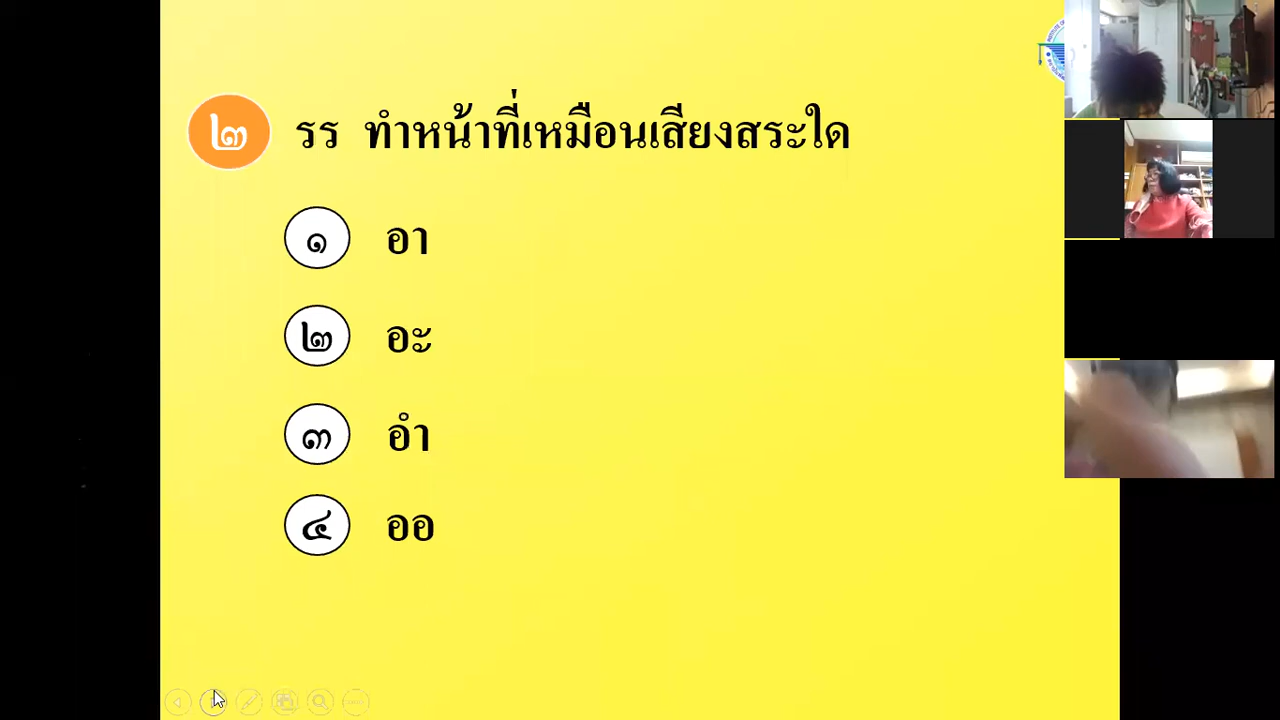 ๒ รร ทำหน้าที่เหมือนเสียงสระใด
๑ อา
๒ อะ
๓ อำ
๔ ออ